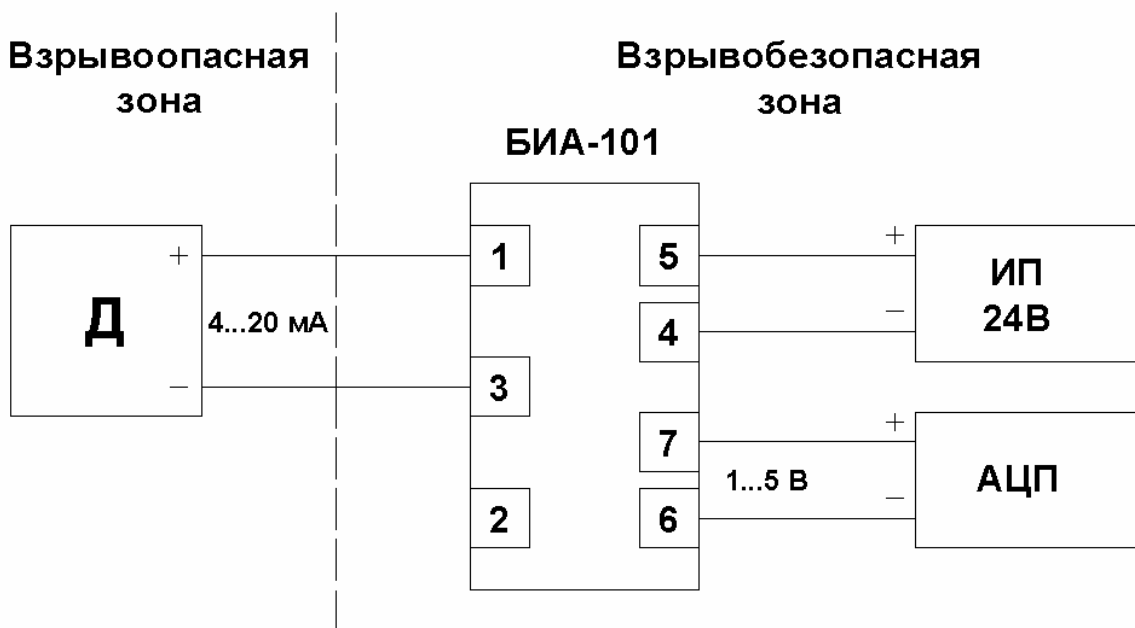 Взрывоопасная
зона
Взрывобезопасная
зона
БИА-101
Д
+
4...20 мА
−
1
3
2
5
4
7
6
+
−
ИП
24В
+
1...5 В
−
АЦП